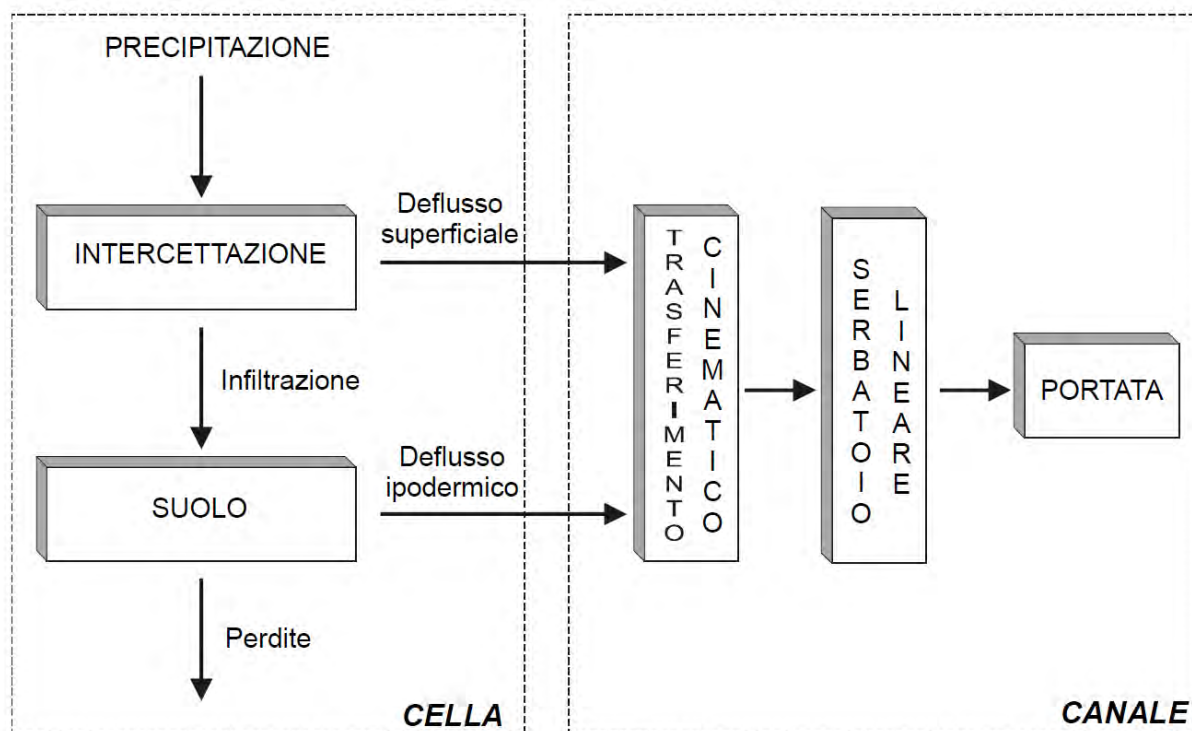 PRECIPITAZIONE
INTERCETTAZIONE
Deflusso
superficiale
Infiltrazione
SUOLO
Deflusso
ipodermico
Perdite
CELLA
TRASFERIMENTO
CINEMATICO
SERBATOIO
LINEARE
PORTATA
CANALE